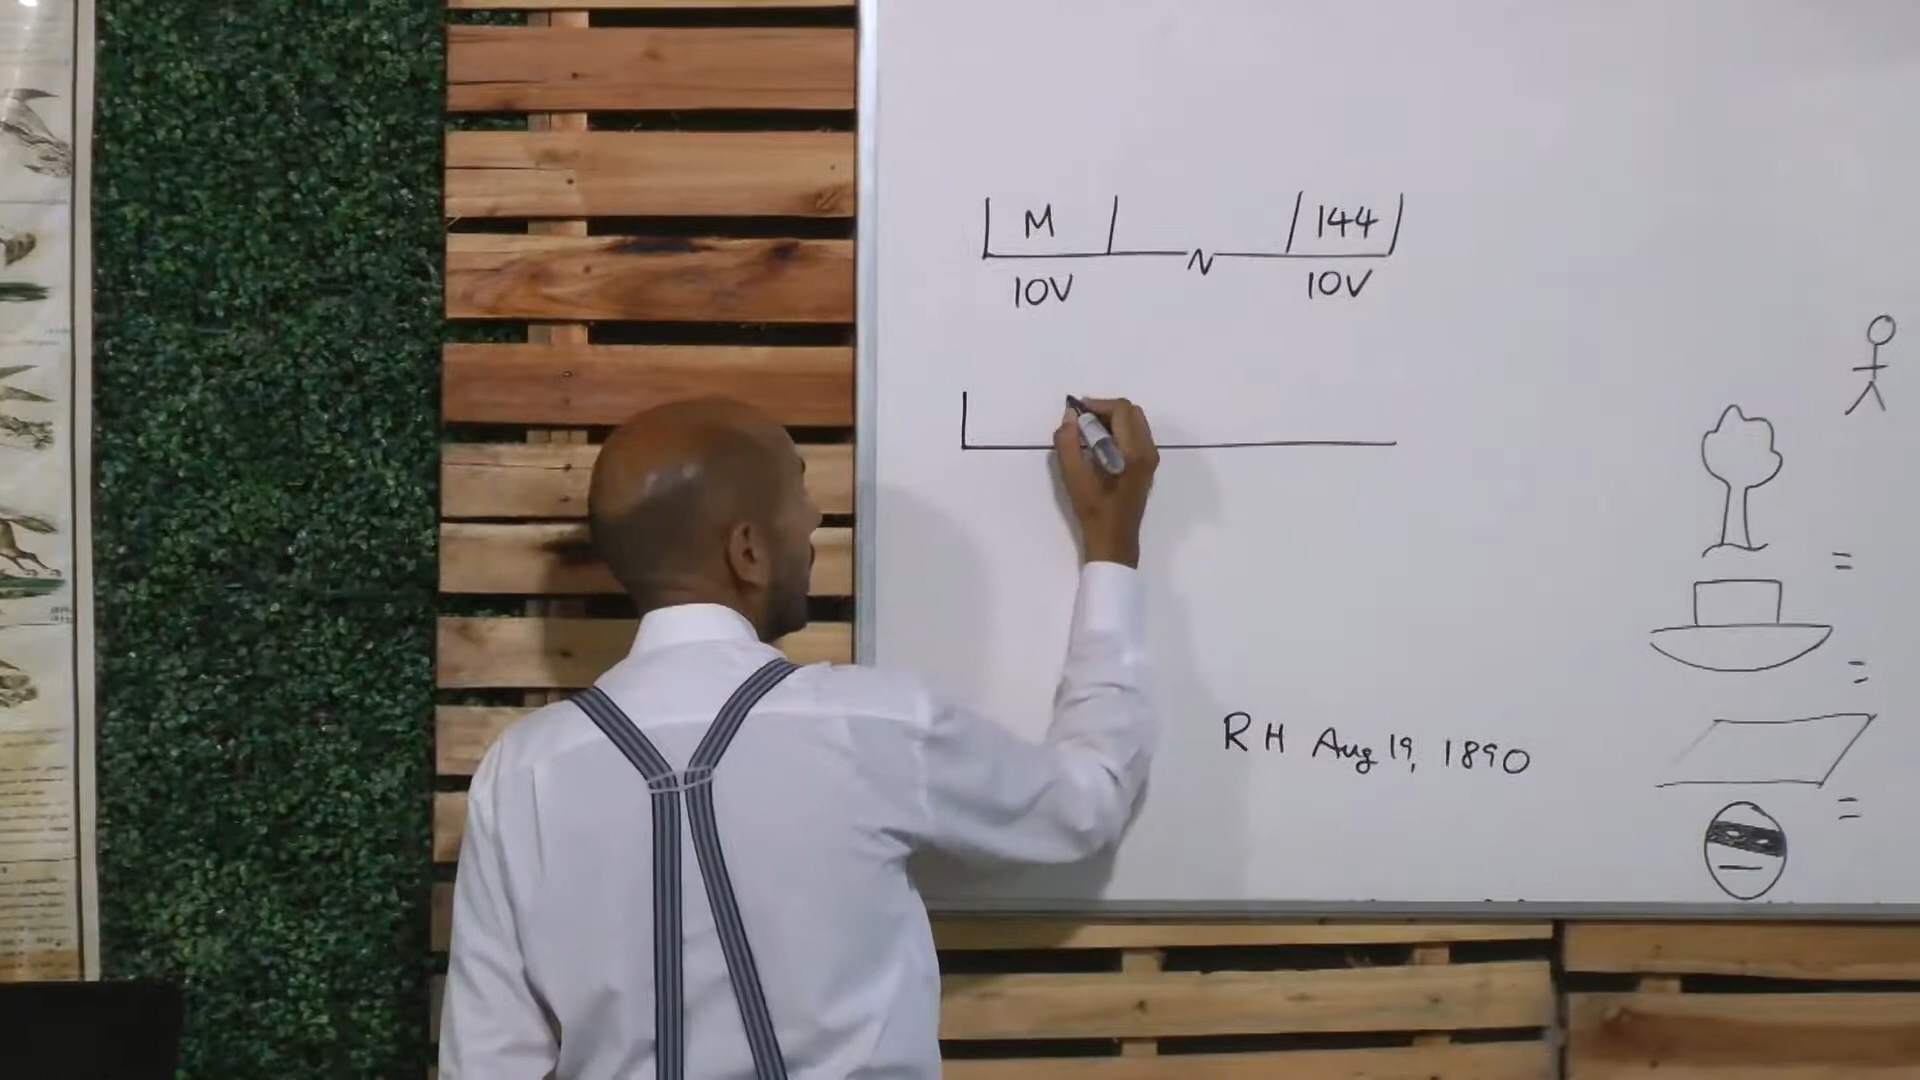 M 144
10V N 10V
RH Aug 19, 1890
=
=
=